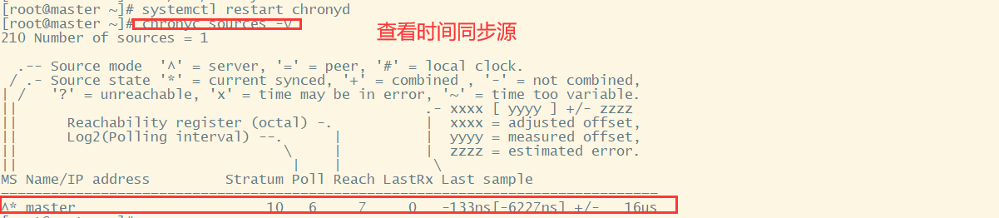 [root@master ~]# systemctl restart chronyd
[root@master ~]# chronyc sources -v
查看时间同步源
210 Number of sources = 1
  .-- Source mode  '^' = server, '=' = peer, '#' = local clock.
 / .- Source state '*' = current synced, '+' = combined , '-' = not combined,
| /   '?' = unreachable, 'x' = time may be in error, '~' = time too variable.
||                                                 .- xxxx [ yyyy ] +/- zzzz
||      Reachability register (octal) -.           |  xxxx = adjusted offset,
||      Log2(Polling interval) --.      |          |  yyyy = measured offset,
||                                \     |          |  zzzz = estimated error.
||                                 |    |           \
MS Name/IP address         Stratum Poll Reach LastRx Last sample
===============================================================================
^* master                       10   6     7     0   -133ns[-6227ns] +/-   16us